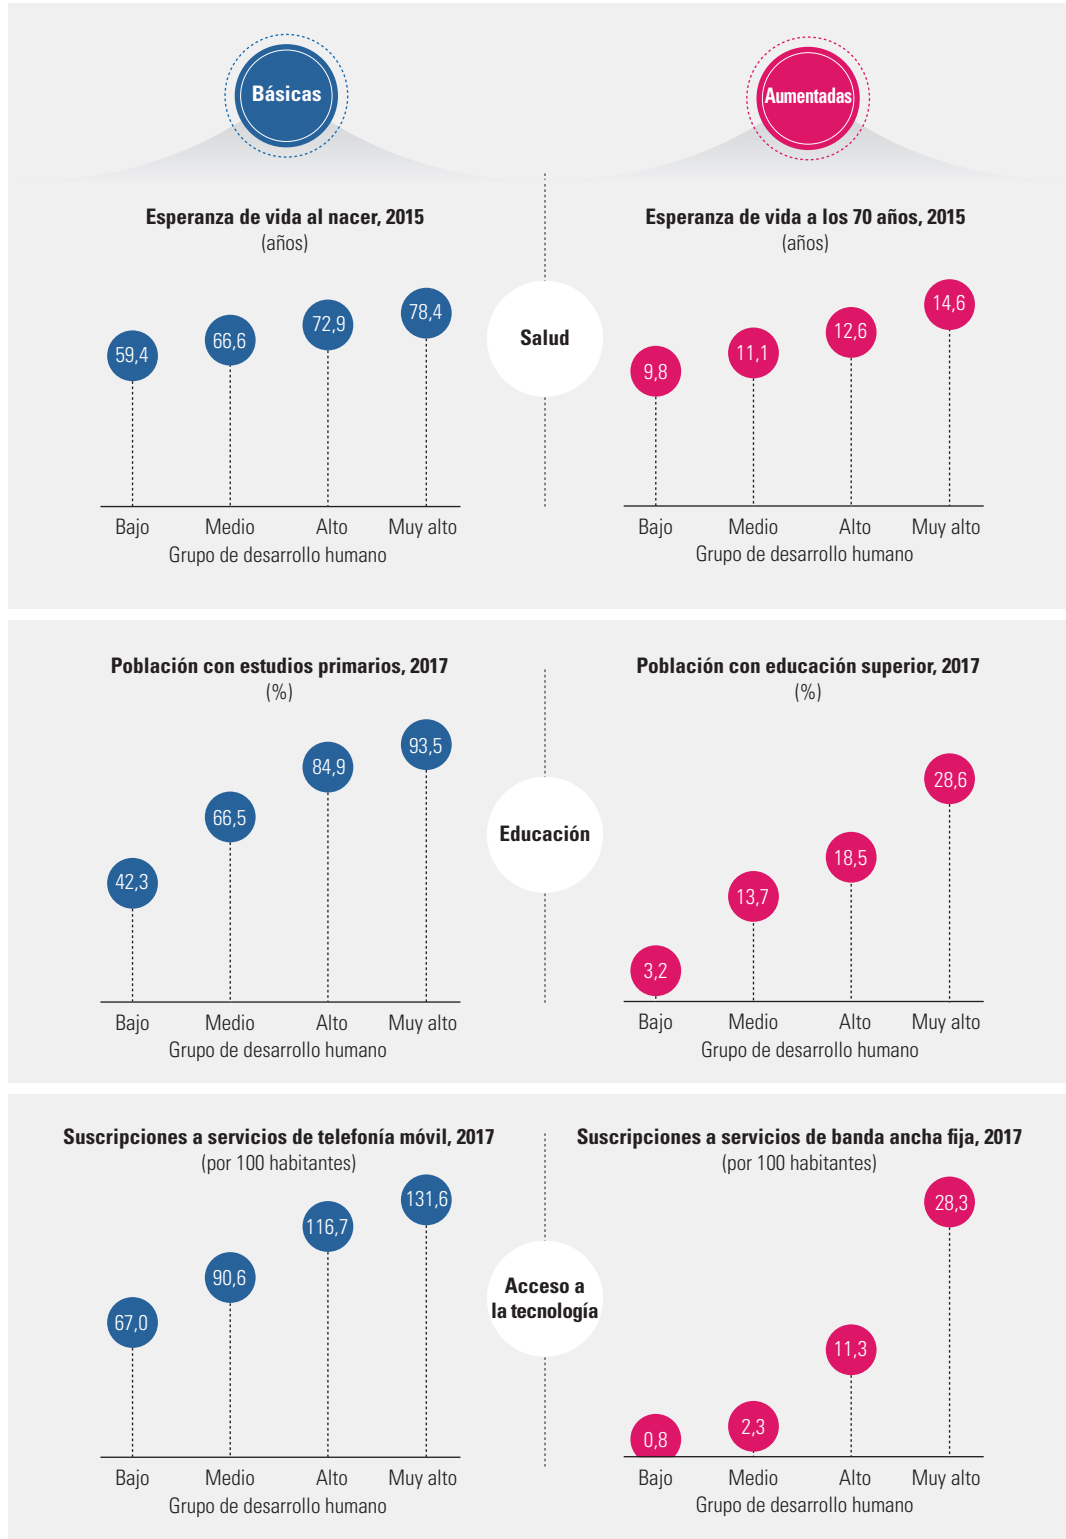 Básicas
Aumentadas
Esperanza de vida al nacer, 2015
(años)
59,4
66,6
72,9
78,4
Bajo Medio Alto Muy alto
Grupo de desarrollo humano
Salud
Esperanza de vida a los 70 años, 2015
(años)
9,8
11,1
12,6
14,6
Bajo Medio Alto Muy alto
Grupo de desarrollo humano
Población con estudios primarios, 2017
(%)
42,3
66,5
84,9
93,5
Bajo Medio Alto Muy alto
Grupo de desarrollo humano
Educación
Población con educación superior, 2017
(%)
3,2
13,7
18,5
28,6
Bajo Medio Alto Muy alto
Grupo de desarrollo humano
Suscripciones a servicios de telefonía móvil, 2017
(por 100 habitantes)
67,0
90,6
116,7
131,6
Bajo Medio Alto Muy alto
Grupo de desarrollo humano
Acceso a
la tecnología
Suscripciones a servicios de banda ancha fija, 2017
(por 100 habitantes)
0,8
2,3
11,3
28,3
Bajo Medio Alto Muy alto
Grupo de desarrollo humano